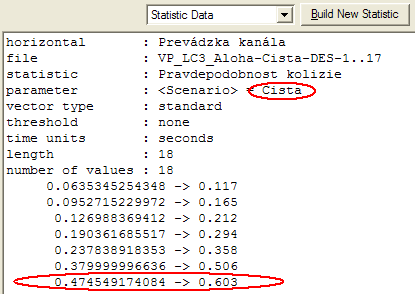 Statistic Data Build New Statistic
horizontal : Prevádzka kanála
file : VP_LC3_Aloha-Cista-DES-1..17
statistic : Pravdepodobnost kolizie
parameter : <Scenario> = Cista
vector type : standard
threshold : none
time units : seconds
length : 18
number of values : 18
0.0635345254348 -> 0.117
0.0952715229972 -> 0.165
0.126988369412 -> 0.212
0.190361685517 -> 0.294
0.237838918353 -> 0.358
0.379999996636 -> 0.506
0.474549174084 -> 0.603